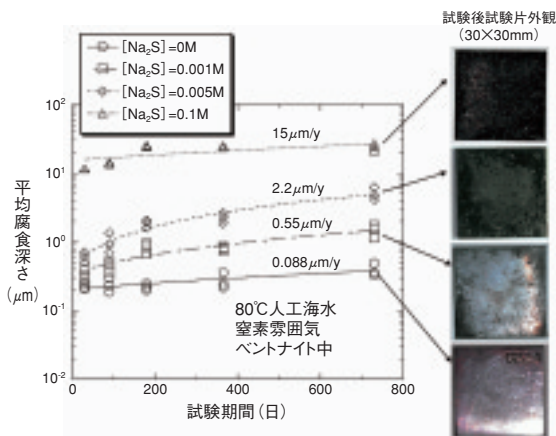 試験後試験片外観
(30×30mm)
[Na₂S]=0M
[Na₂S]=0.001M
[Na₂S]=0.005M
[Na₂S]=0.1M
10²
10¹
10⁰
10⁻¹
10⁻²
平均腐食深さ
(μm)
15μm/y
2.2μm/y
0.55μm/y
0.088μm/y
80℃人工海水
窒素雰囲気
ベントナイト中
0 200 400 600 800
試験期間(日)